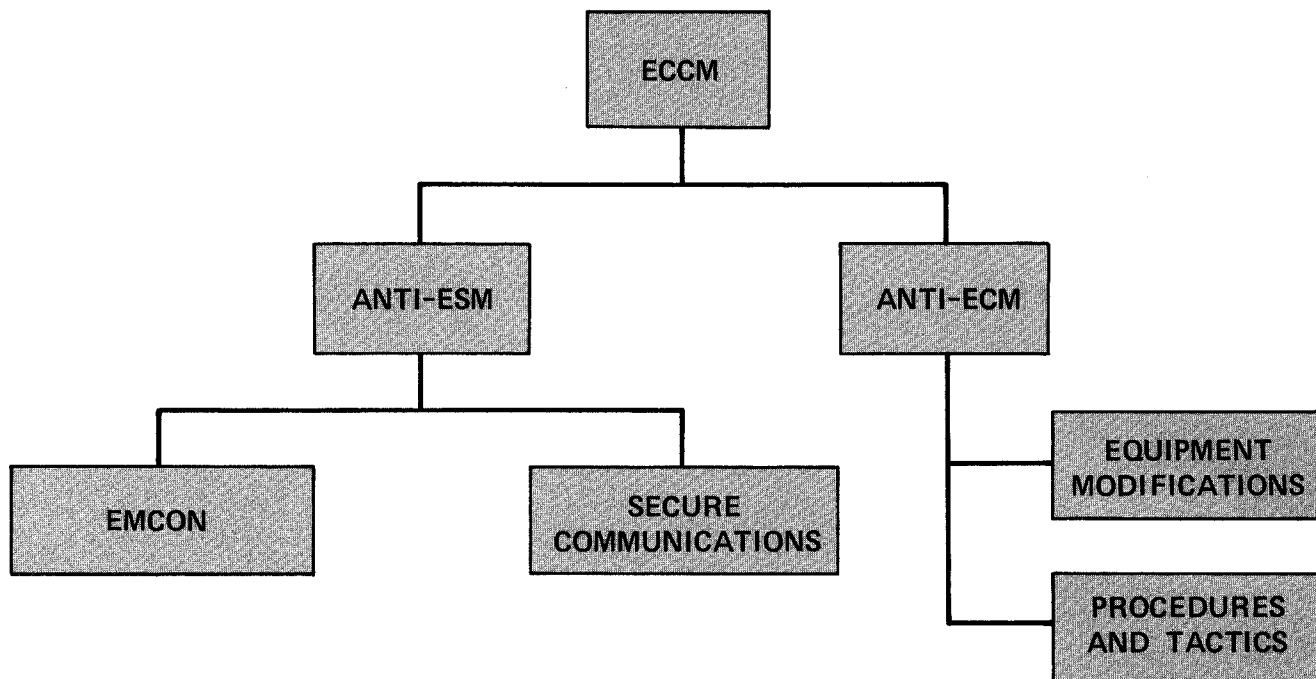 ECCM
ANTI-ESM
ANTI-ECM
EMCON
SECURE
COMMUNICATIONS
EQUIPMENT
MODIFICATIONS
PROCEDURES
AND TACTICS